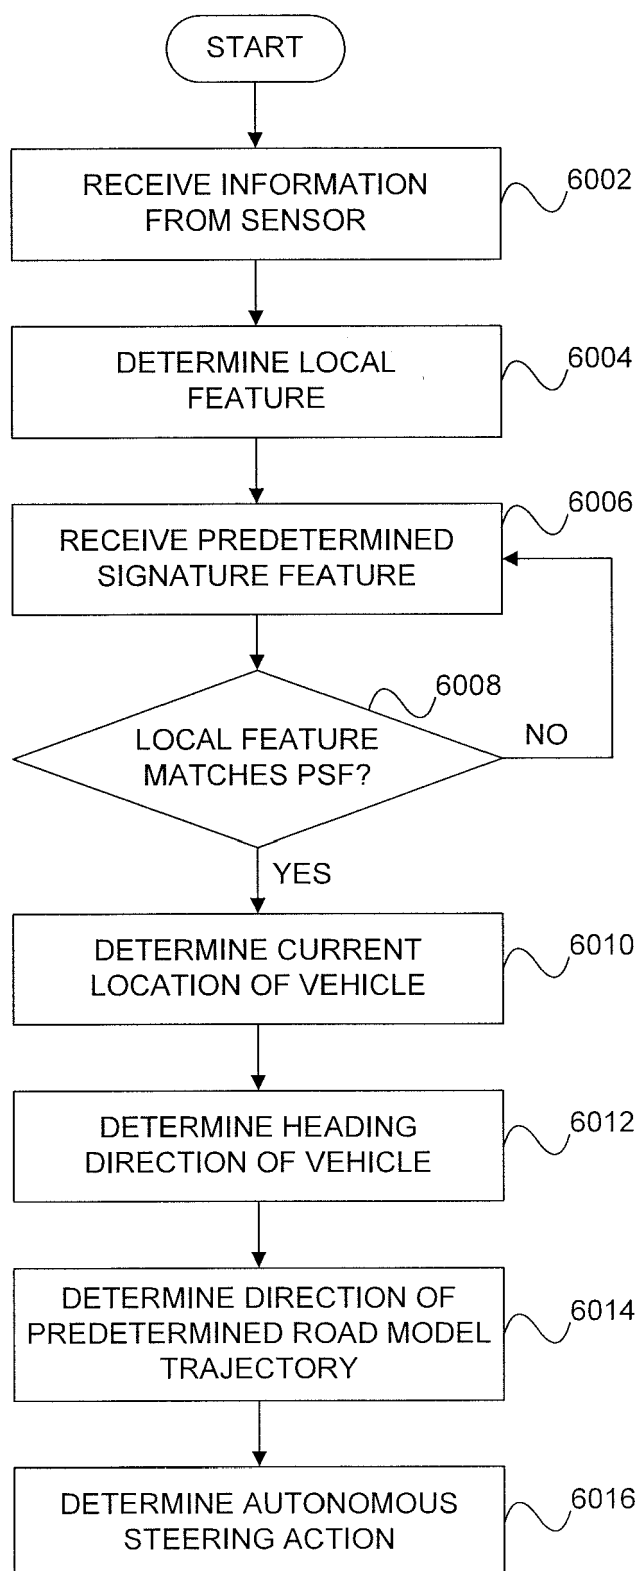 START
RECEIVE INFORMATION
FROM SENSOR
6002
DETERMINE LOCAL
FEATURE
6004
RECEIVE PREDETERMINED
SIGNATURE FEATURE
6006
LOCAL FEATURE
MATCHES PSF?
6008
NO
YES
DETERMINE CURRENT
LOCATION OF VEHICLE
6010
DETERMINE HEADING
DIRECTION OF VEHICLE
6012
DETERMINE DIRECTION OF
PREDETERMINED ROAD MODEL
TRAJECTORY
6014
DETERMINE AUTONOMOUS
STEERING ACTION
6016